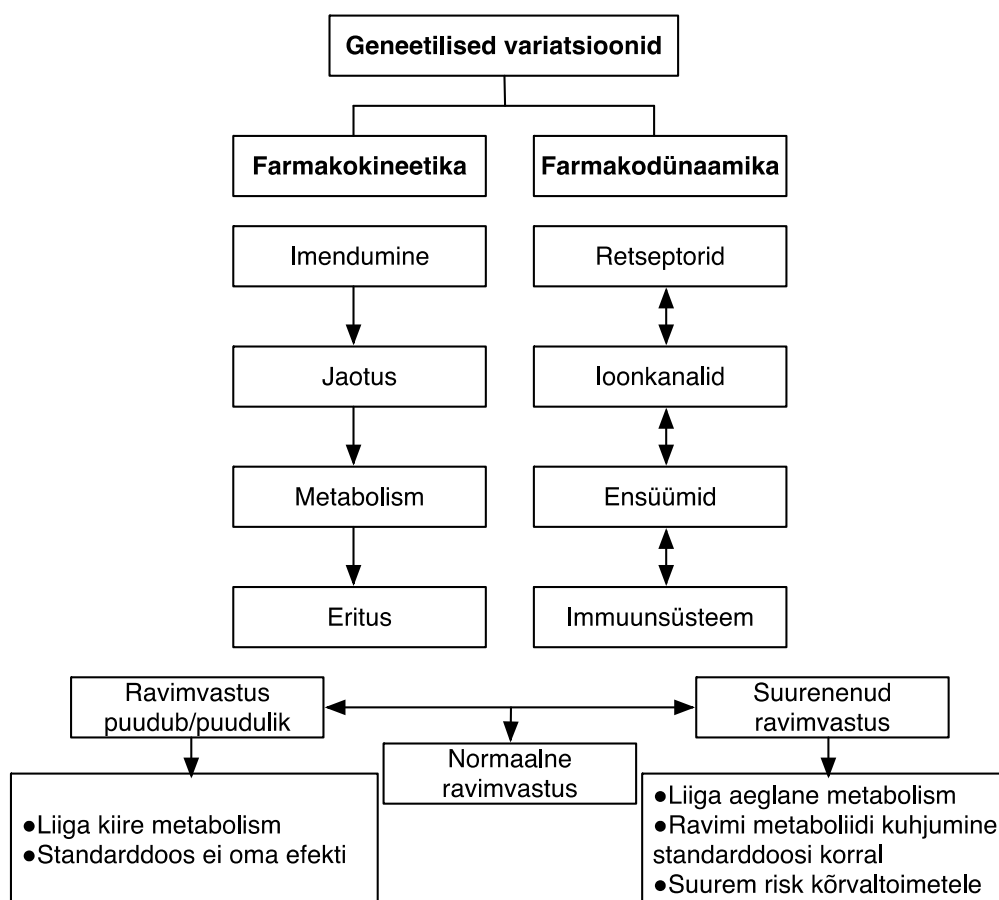 Geneetilised variatsioonid
Farmakokineetika
Farmakodünaamika
Imendumine
Retseptorid
Jaotus
Ioonkanalid
Metabolism
Ensüümid
Eritus
Immuunsüsteem
Ravimvastus
puudub/puudulik
Normaalne
ravimvastus
Suurenenud
ravimvastus
●Liiga kiire metabolism
●Standarddoos ei oma efekti
●Liiga aeglane metabolism
●Ravimi metaboliidi kuhjumine
standarddoosi korral
●Suurem risk kõrvaltoimetele